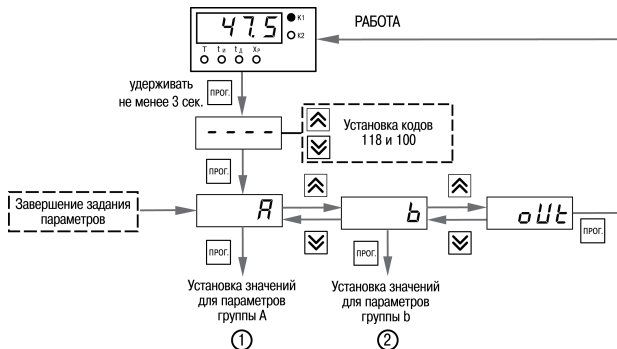 47.5
K1
K2
T tи tд Xp
РАБОТА
удерживать
не менее 3 сек.
ПРОГ.
- - - -
Установка кодов
118 и 100
ПРОГ.
Завершение задания
параметров
A
b
oUt
ПРОГ.
ПРОГ.
ПРОГ.
Установка значений
для параметров
группы А
Установка значений
для параметров
группы b
1
2